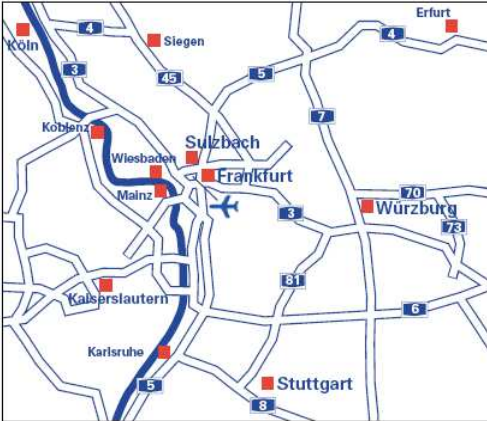 Erfurt
4
4
Köln
Siegen
3
45
5
7
Koblenz
Sulzbach
Wiesbaden
Frankfurt
Mainz
70
3
Würzburg
73
81
Kaiserslautern
6
Karlsruhe
5
Stuttgart
8